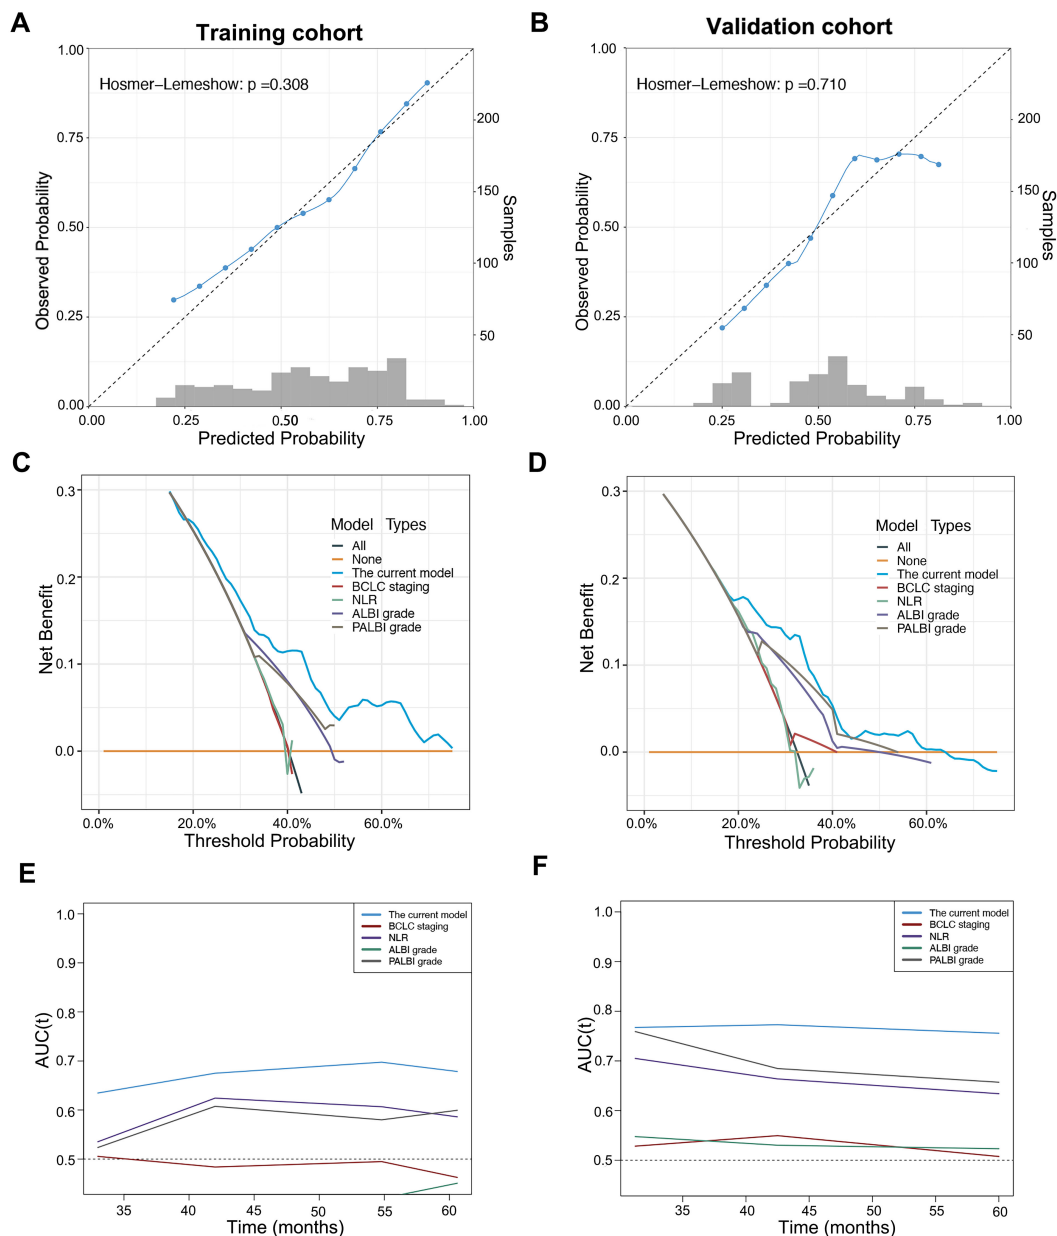 A
Training cohort
Hosmer-Lemeshow: p =0.308
1.00
0.75
0.50
0.25
0.00
Observed Probability
200
150
100
50
Samples
0.00 0.25 0.50 0.75 1.00
Predicted Probability
B
Validation cohort
Hosmer-Lemeshow: p =0.710
1.00
0.75
0.50
0.25
0.00
Observed Probability
200
150
100
50
Samples
0.00 0.25 0.50 0.75 1.00
Predicted Probability
C
0.3
0.2
0.1
0.0
Net Benefit
Model Types
All
None
The current model
BCLC staging
NLR
ALBI grade
PALBI grade
0.0% 20.0% 40.0% 60.0%
Threshold Probability
D
0.3
0.2
0.1
0.0
Net Benefit
Model Types
All
None
The current model
BCLC staging
NLR
ALBI grade
PALBI grade
0.0% 20.0% 40.0% 60.0%
Threshold Probability
E
1.0
0.9
0.8
0.7
0.6
0.5
AUC(t)
The current model
BCLC staging
NLR
ALBI grade
PALBI grade
35 40 45 50 55 60
Time (months)
F
1.0
0.9
0.8
0.7
0.6
0.5
AUC(t)
The current model
BCLC staging
NLR
ALBI grade
PALBI grade
35 40 45 50 55 60
Time (months)